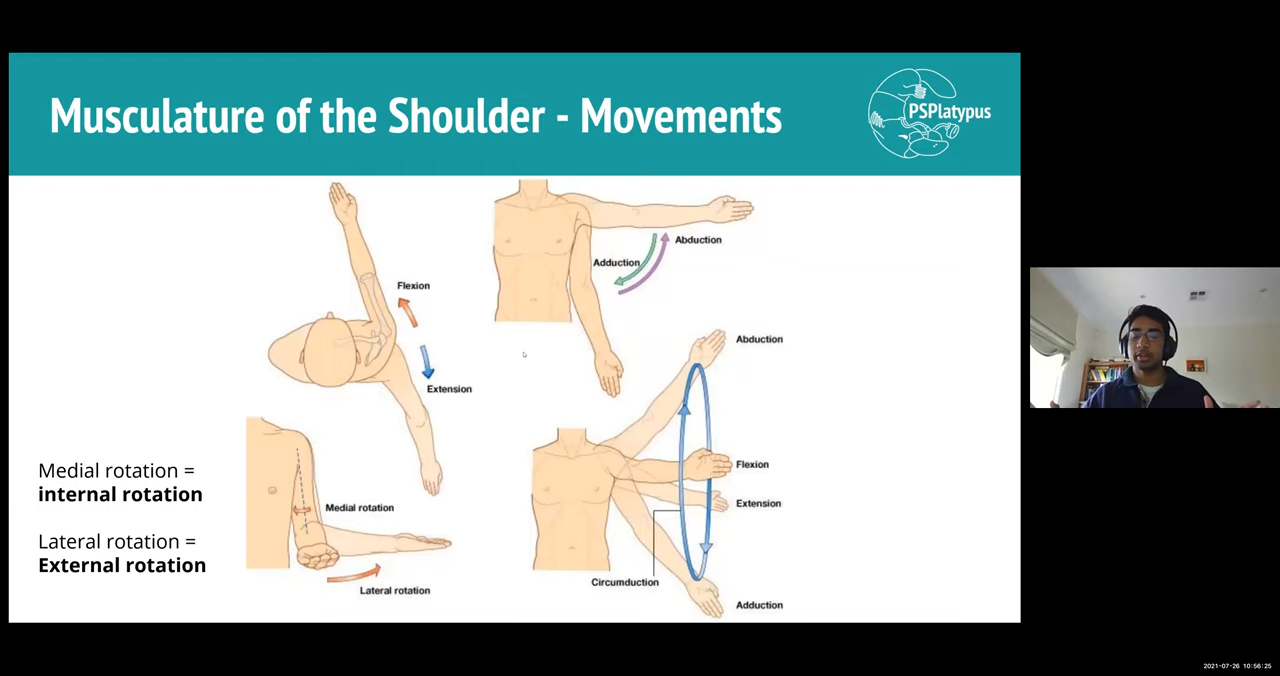 Musculature of the Shoulder - Movements
PSPlatypus
Flexion
Extension
Abduction
Adduction
Medial rotation =
internal rotation
Lateral rotation =
External rotation
Medial rotation
Lateral rotation
Abduction
Flexion
Extension
Circumduction
Adduction
2021-07-26 10:56:25